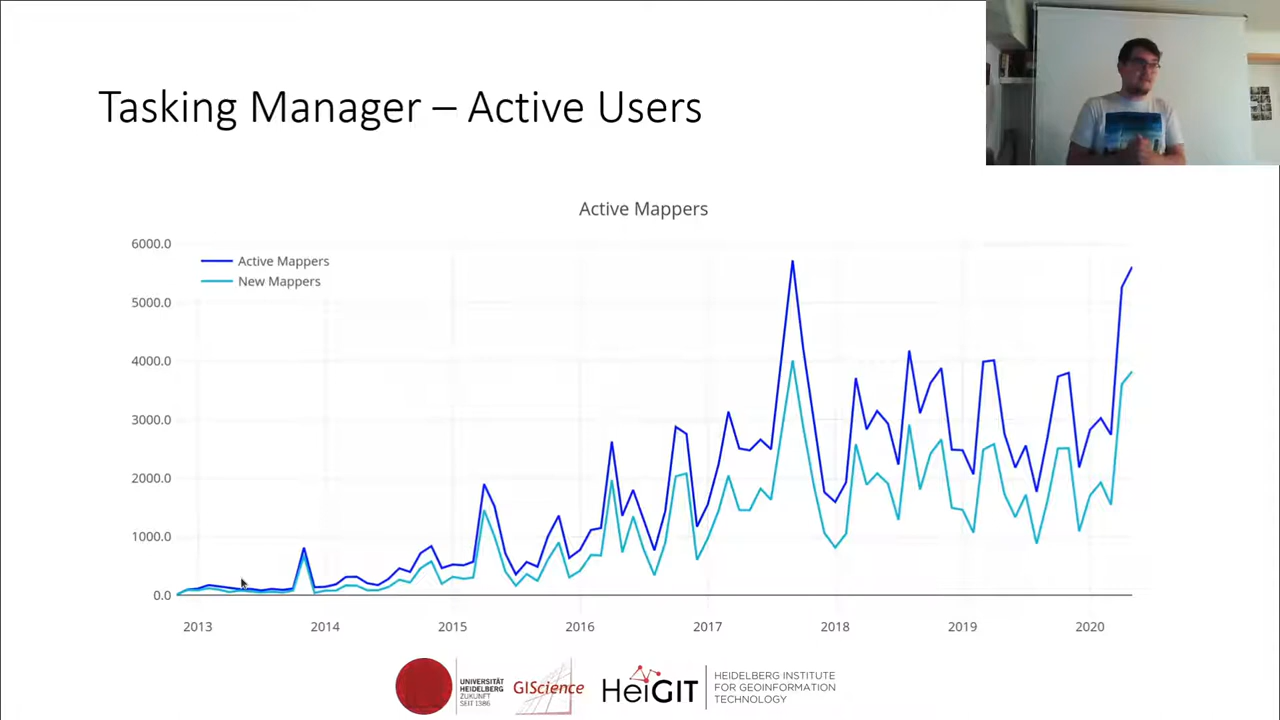 Tasking Manager – Active Users
Active Mappers
6000.0
5000.0
4000.0
3000.0
2000.0
1000.0
0.0
Active Mappers
New Mappers
2013
2014
2015
2016
2017
2018
2019
2020
UNIVERSITÄT
HEIDELBERG
ZUKUNFT
SEIT 1386
GIScience
HeiGIT
HEIDELBERG INSTITUTE
FOR GEOINFORMATION
TECHNOLOGY